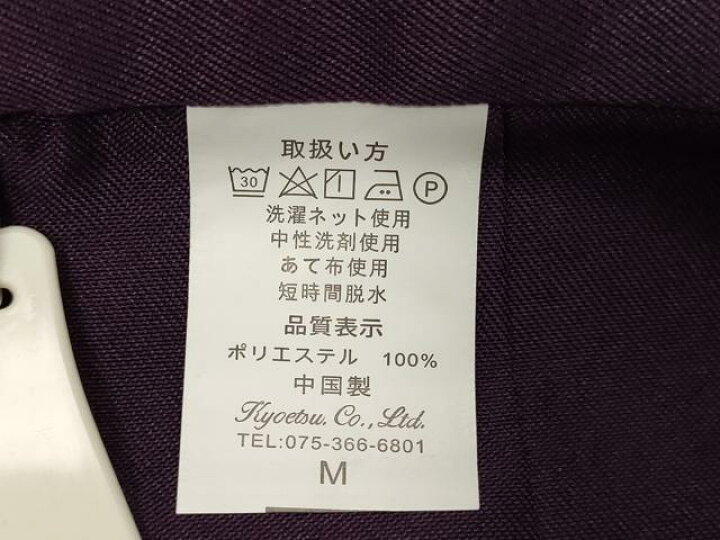 取扱い方
30 P
洗濯ネット使用
中性洗剤使用
あて布使用
短時間脱水
品質表示
ポリエステル 100%
中国製
Kyoetsu. Co., Ltd.
TEL:075-366-6801
M